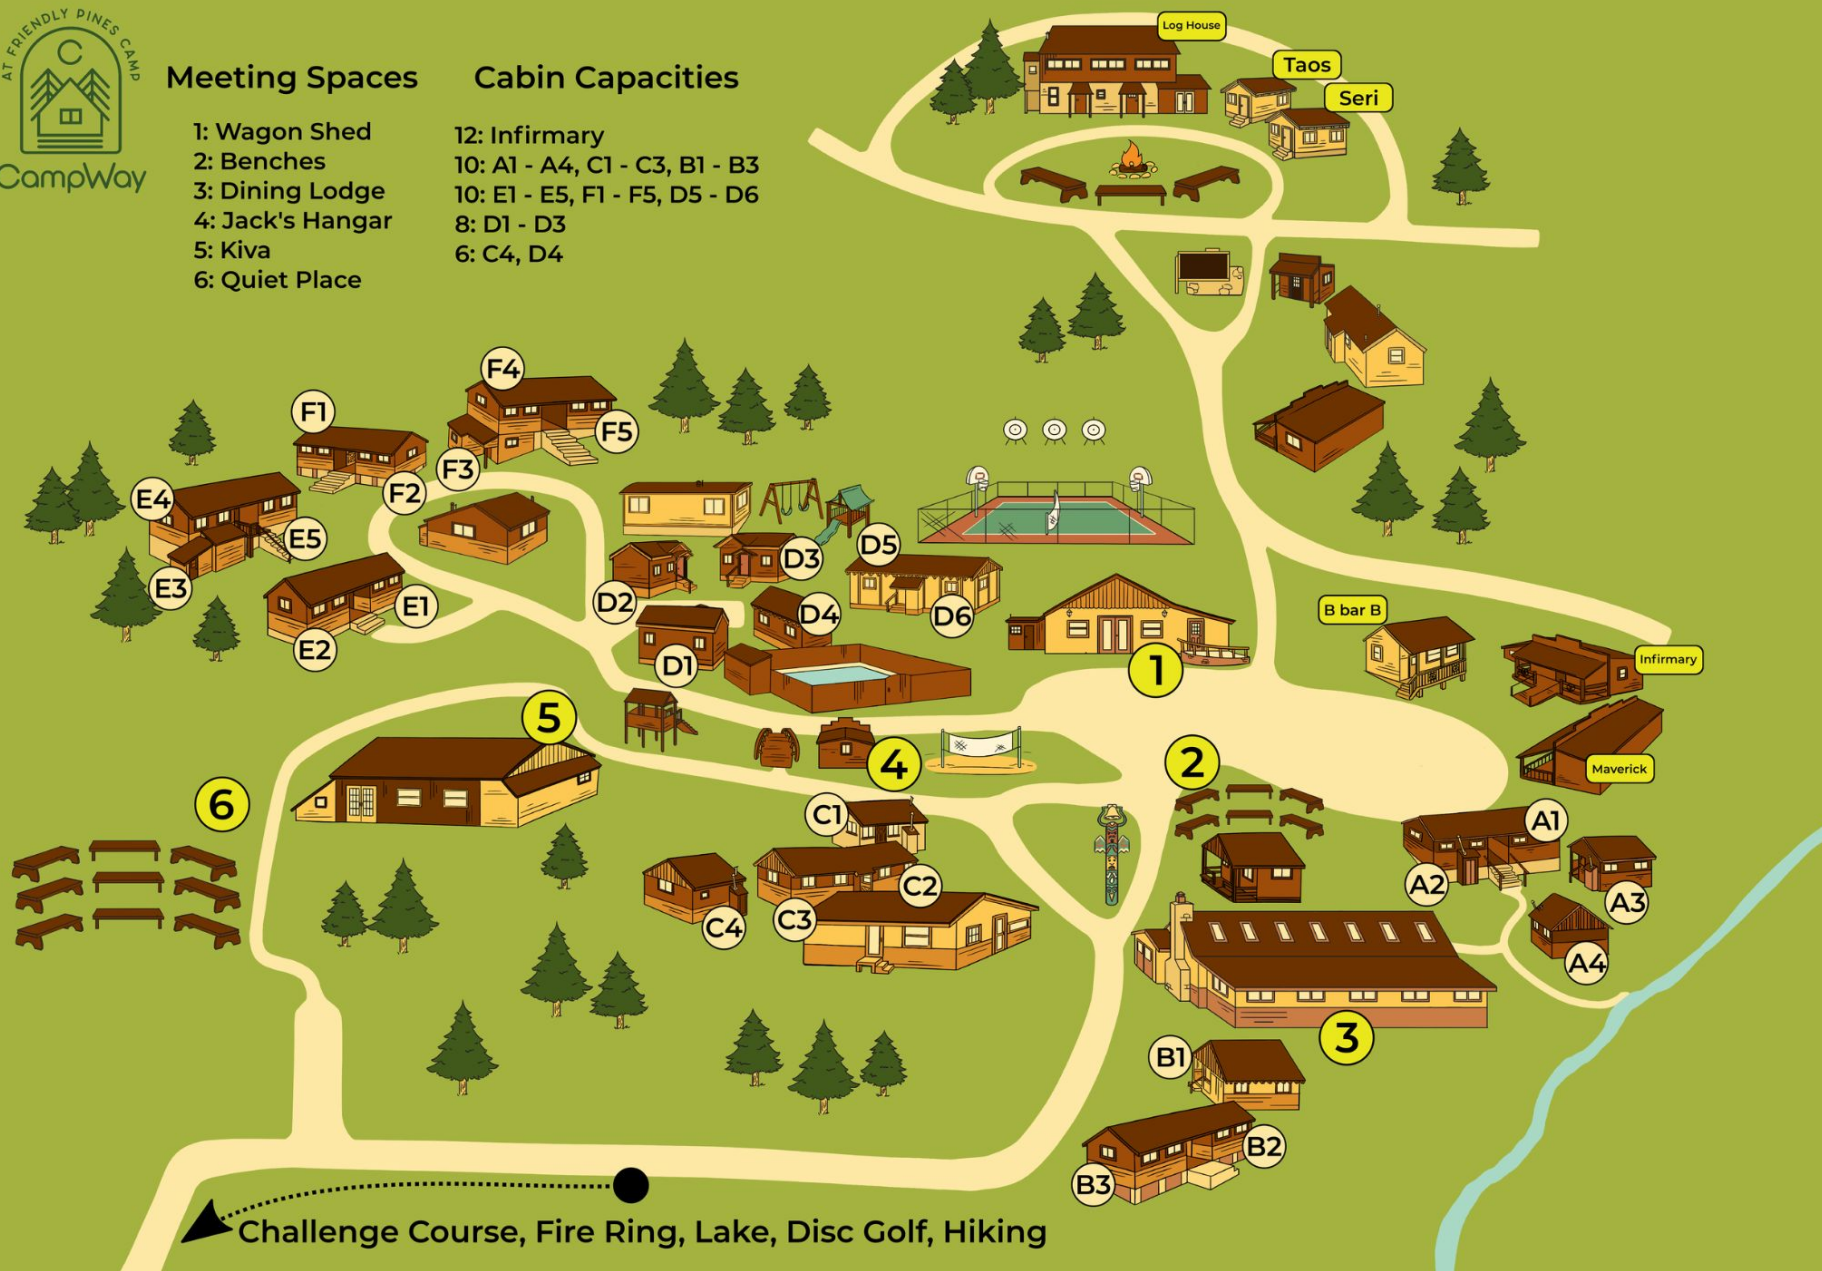 AT FRIENDLY PINES CAMP
C
CampWay
Meeting Spaces
1: Wagon Shed
2: Benches
3: Dining Lodge
4: Jack's Hangar
5: Kiva
6: Quiet Place
Cabin Capacities
12: Infirmary
10: A1 - A4, C1 - C3, B1 - B3
10: E1 - E5, F1 - F5, D5 - D6
8: D1 - D3
6: C4, D4
Log House
Taos
Seri
F4
F1
F5
F3
F2
E4
E5
E3
E1
E2
D5
D3
D2
D4
D6
D1
B bar B
Infirmary
1
5
4
2
Maverick
6
C1
A1
C2
A2
A3
C3
C4
A4
3
B1
B2
B3
Challenge Course, Fire Ring, Lake, Disc Golf, Hiking